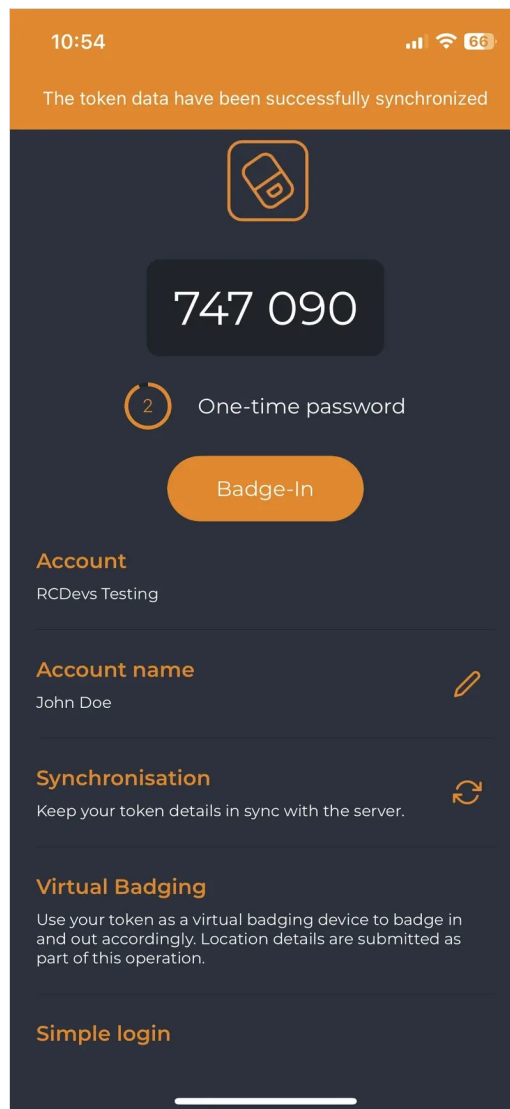 10:54
66
The token data have been successfully synchronized
747 090
2
One-time password
Badge-In
Account
RCDevs Testing
Account name
John Doe
Synchronisation
Keep your token details in sync with the server.
Virtual Badging
Use your token as a virtual badging device to badge in
and out accordingly. Location details are submitted as
part of this operation.
Simple login